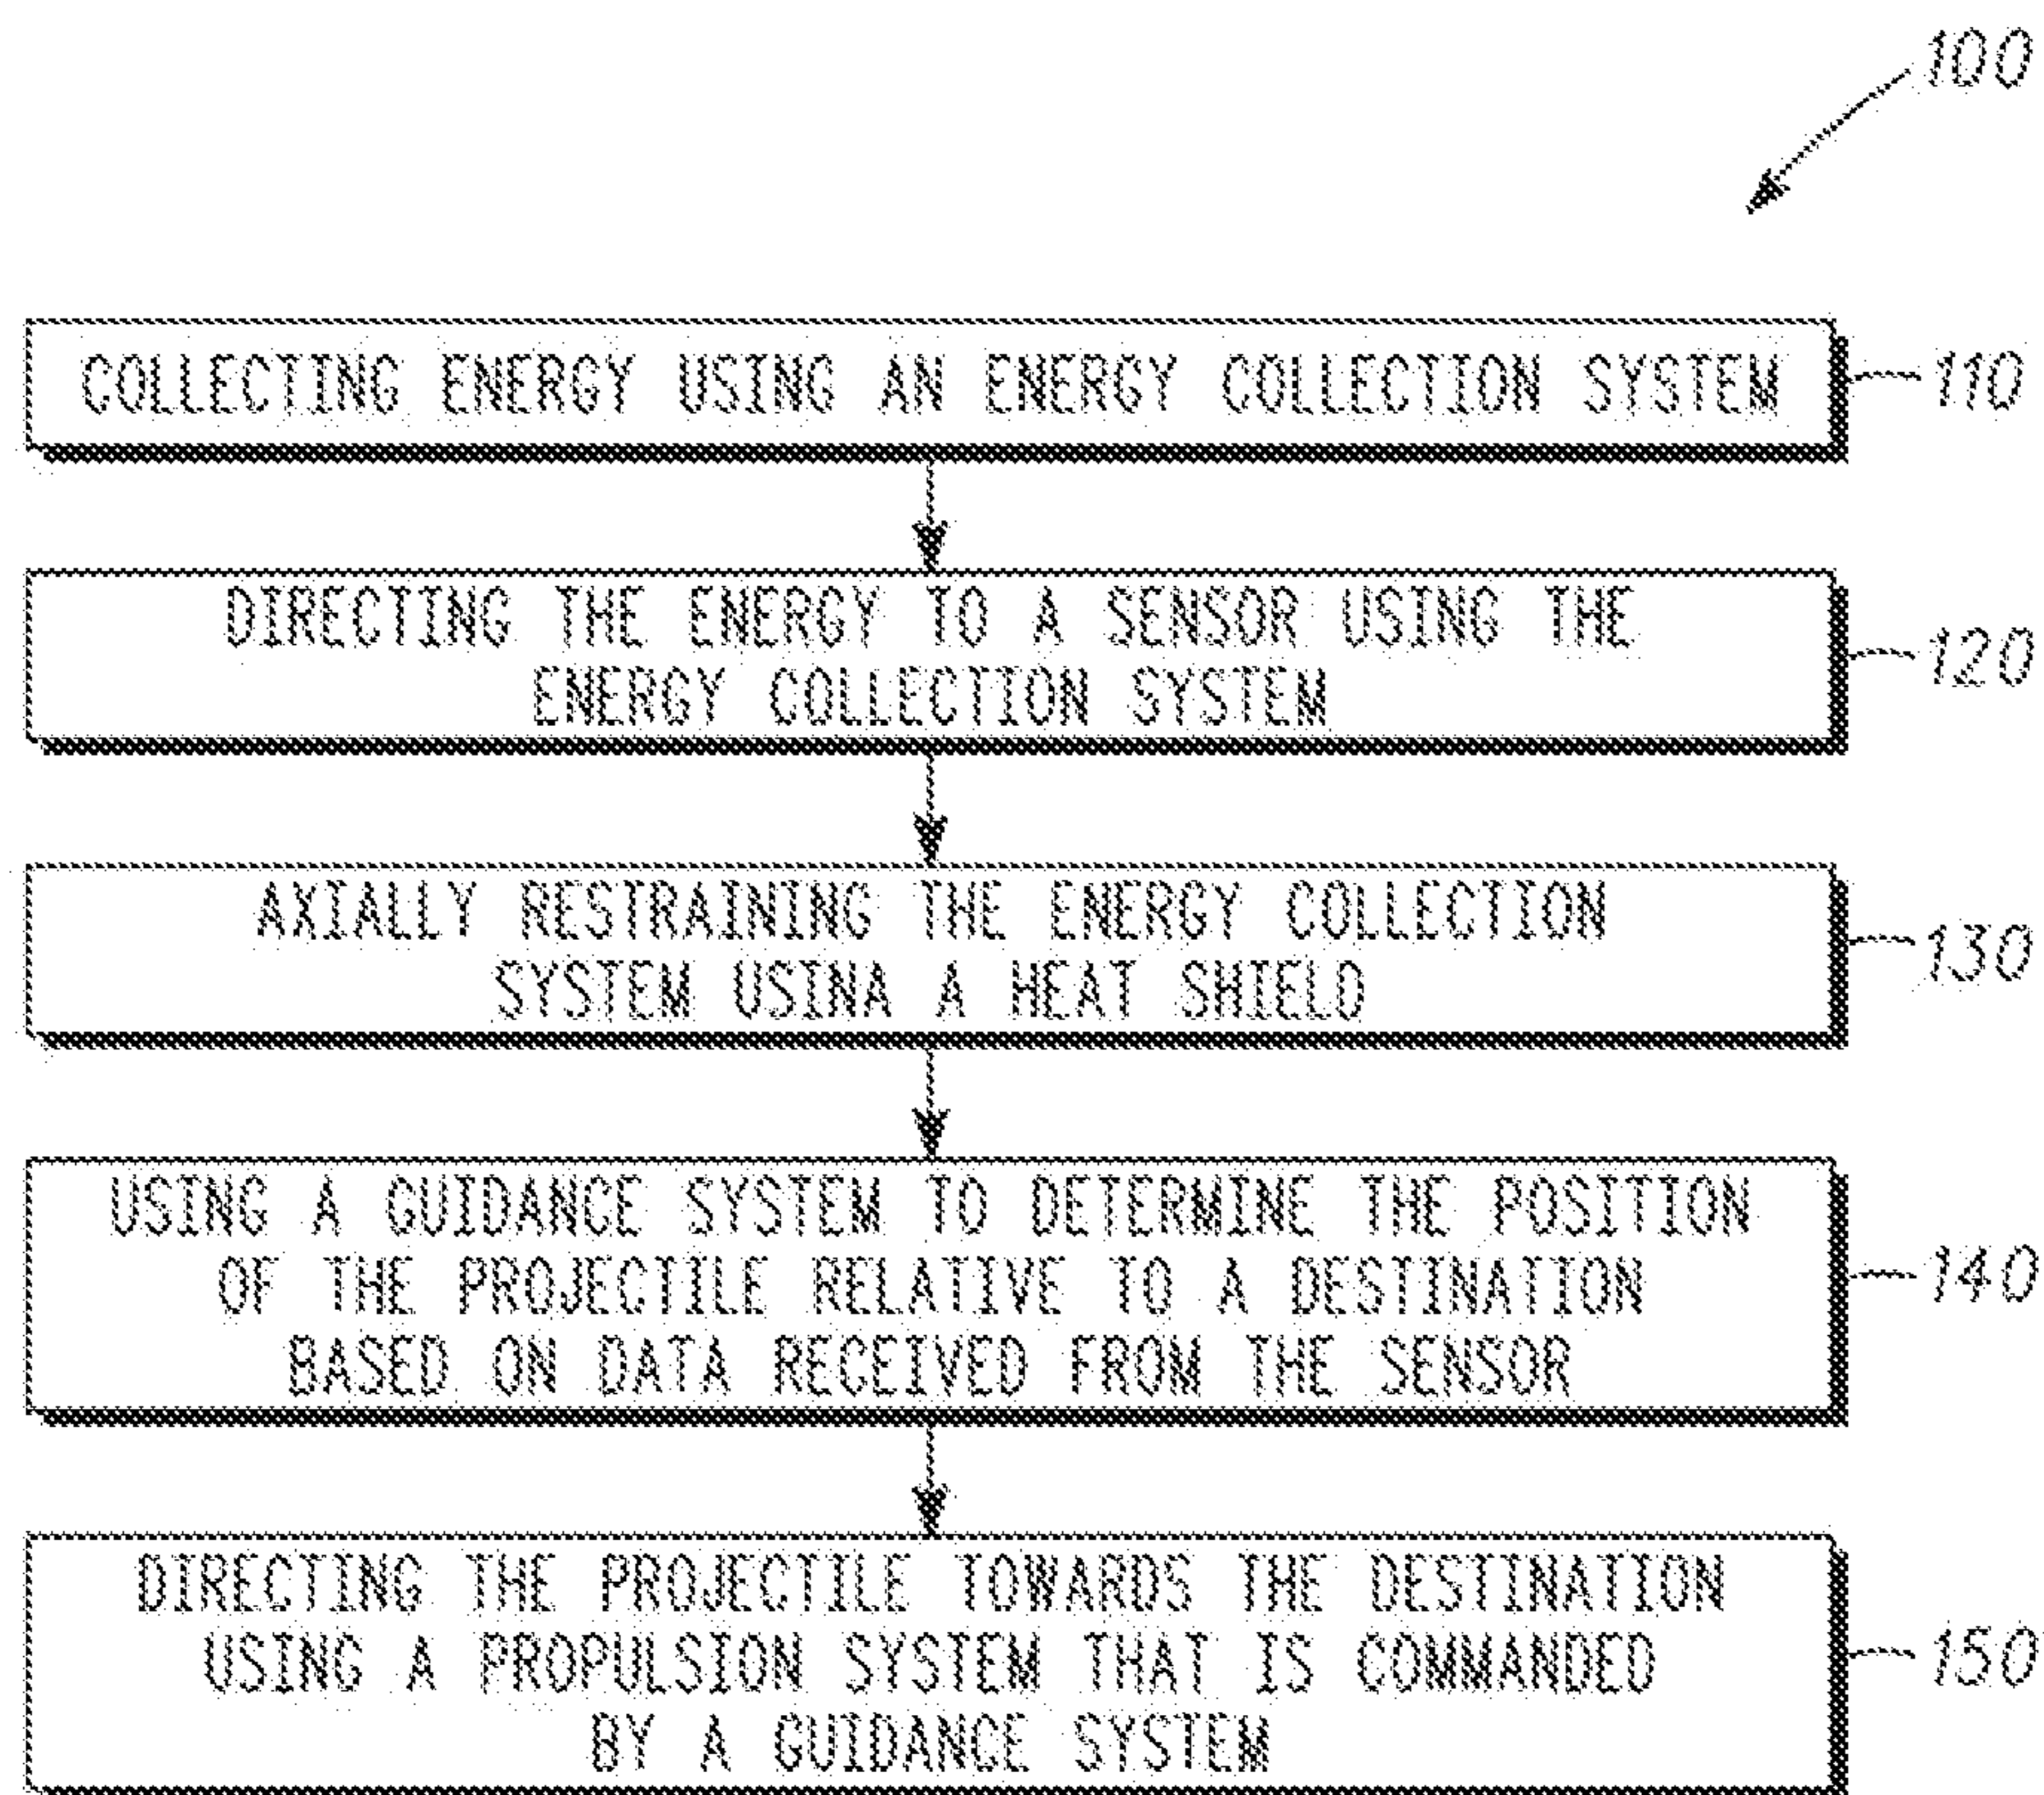 100
COLLECTING ENERGY USING AN ENERGY COLLECTION SYSTEM
110
DIRECTING THE ENERGY TO A SENSOR USING THE
ENERGY COLLECTION SYSTEM
120
AXIALLY RESTRAINING THE ENERGY COLLECTION
SYSTEM USINA A HEAT SHIELD
130
USING A GUIDANCE SYSTEM TO DETERMINE THE POSITION
OF THE PROJECTILE RELATIVE TO A DESTINATION
BASED ON DATA RECEIVED FROM THE SENSOR
140
DIRECTING THE PROJECTILE TOWARDS THE DESTINATION
USING A PROPULSION SYSTEM THAT IS COMMANDED
BY A GUIDANCE SYSTEM
150